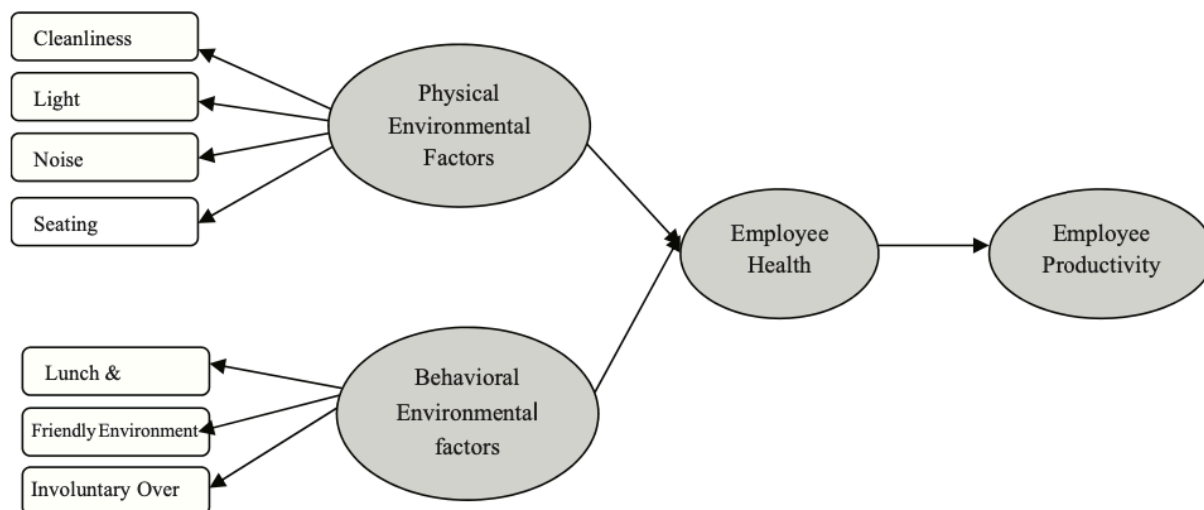 Cleanliness
Light
Noise
Seating
Physical
Environmental
Factors
Employee
Health
Employee
Productivity
Lunch &
Friendly Environment
Involuntary Over
Behavioral
Environmental
factors